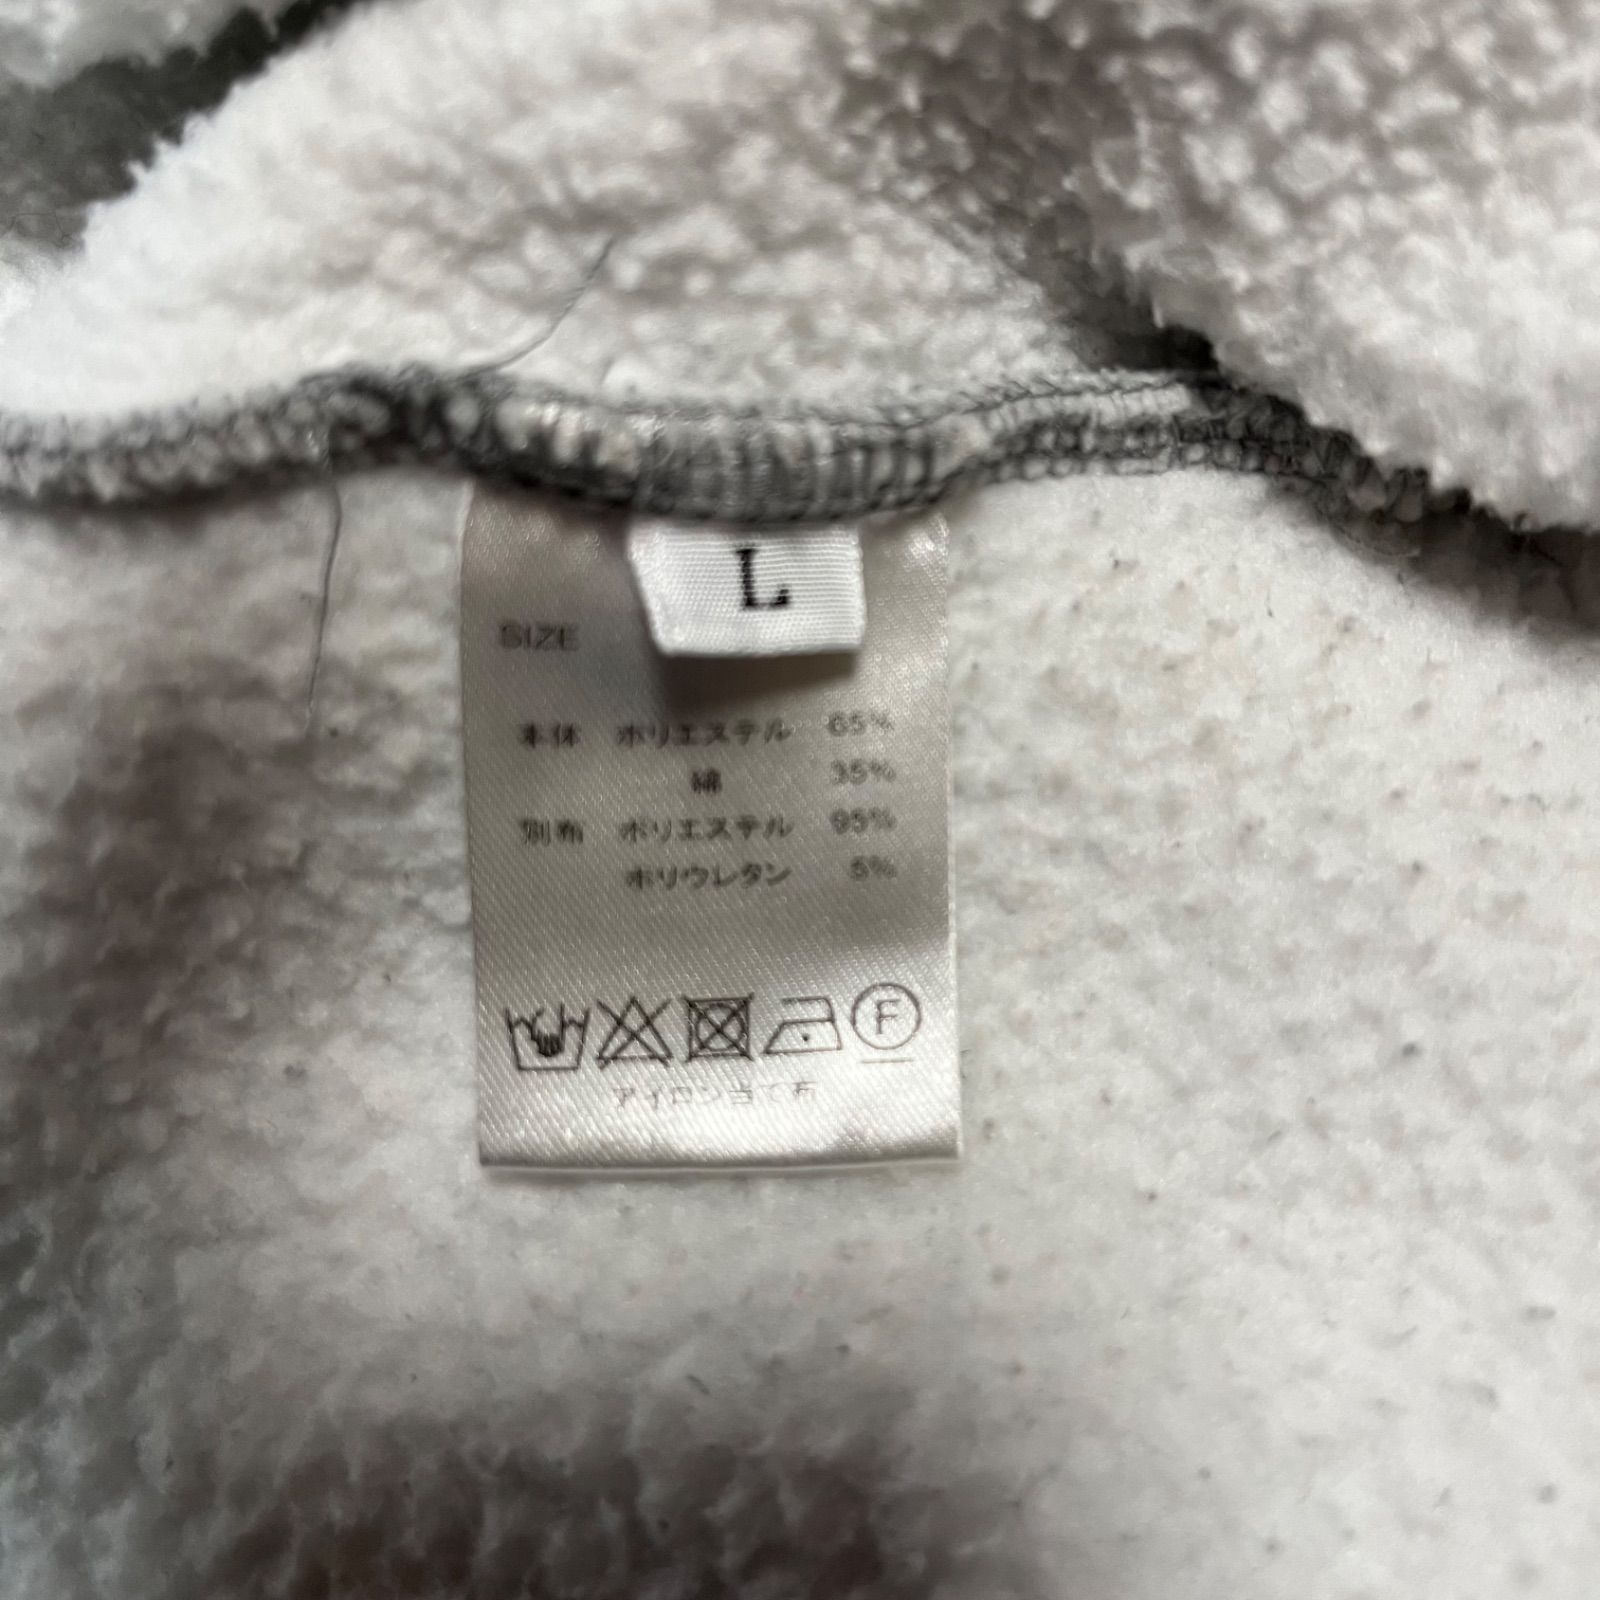 L
SIZE
本体 ポリエステル 65%
綿 35%
別布 ポリエステル 95%
ポリウレタン 5%
F
アイロン当て布